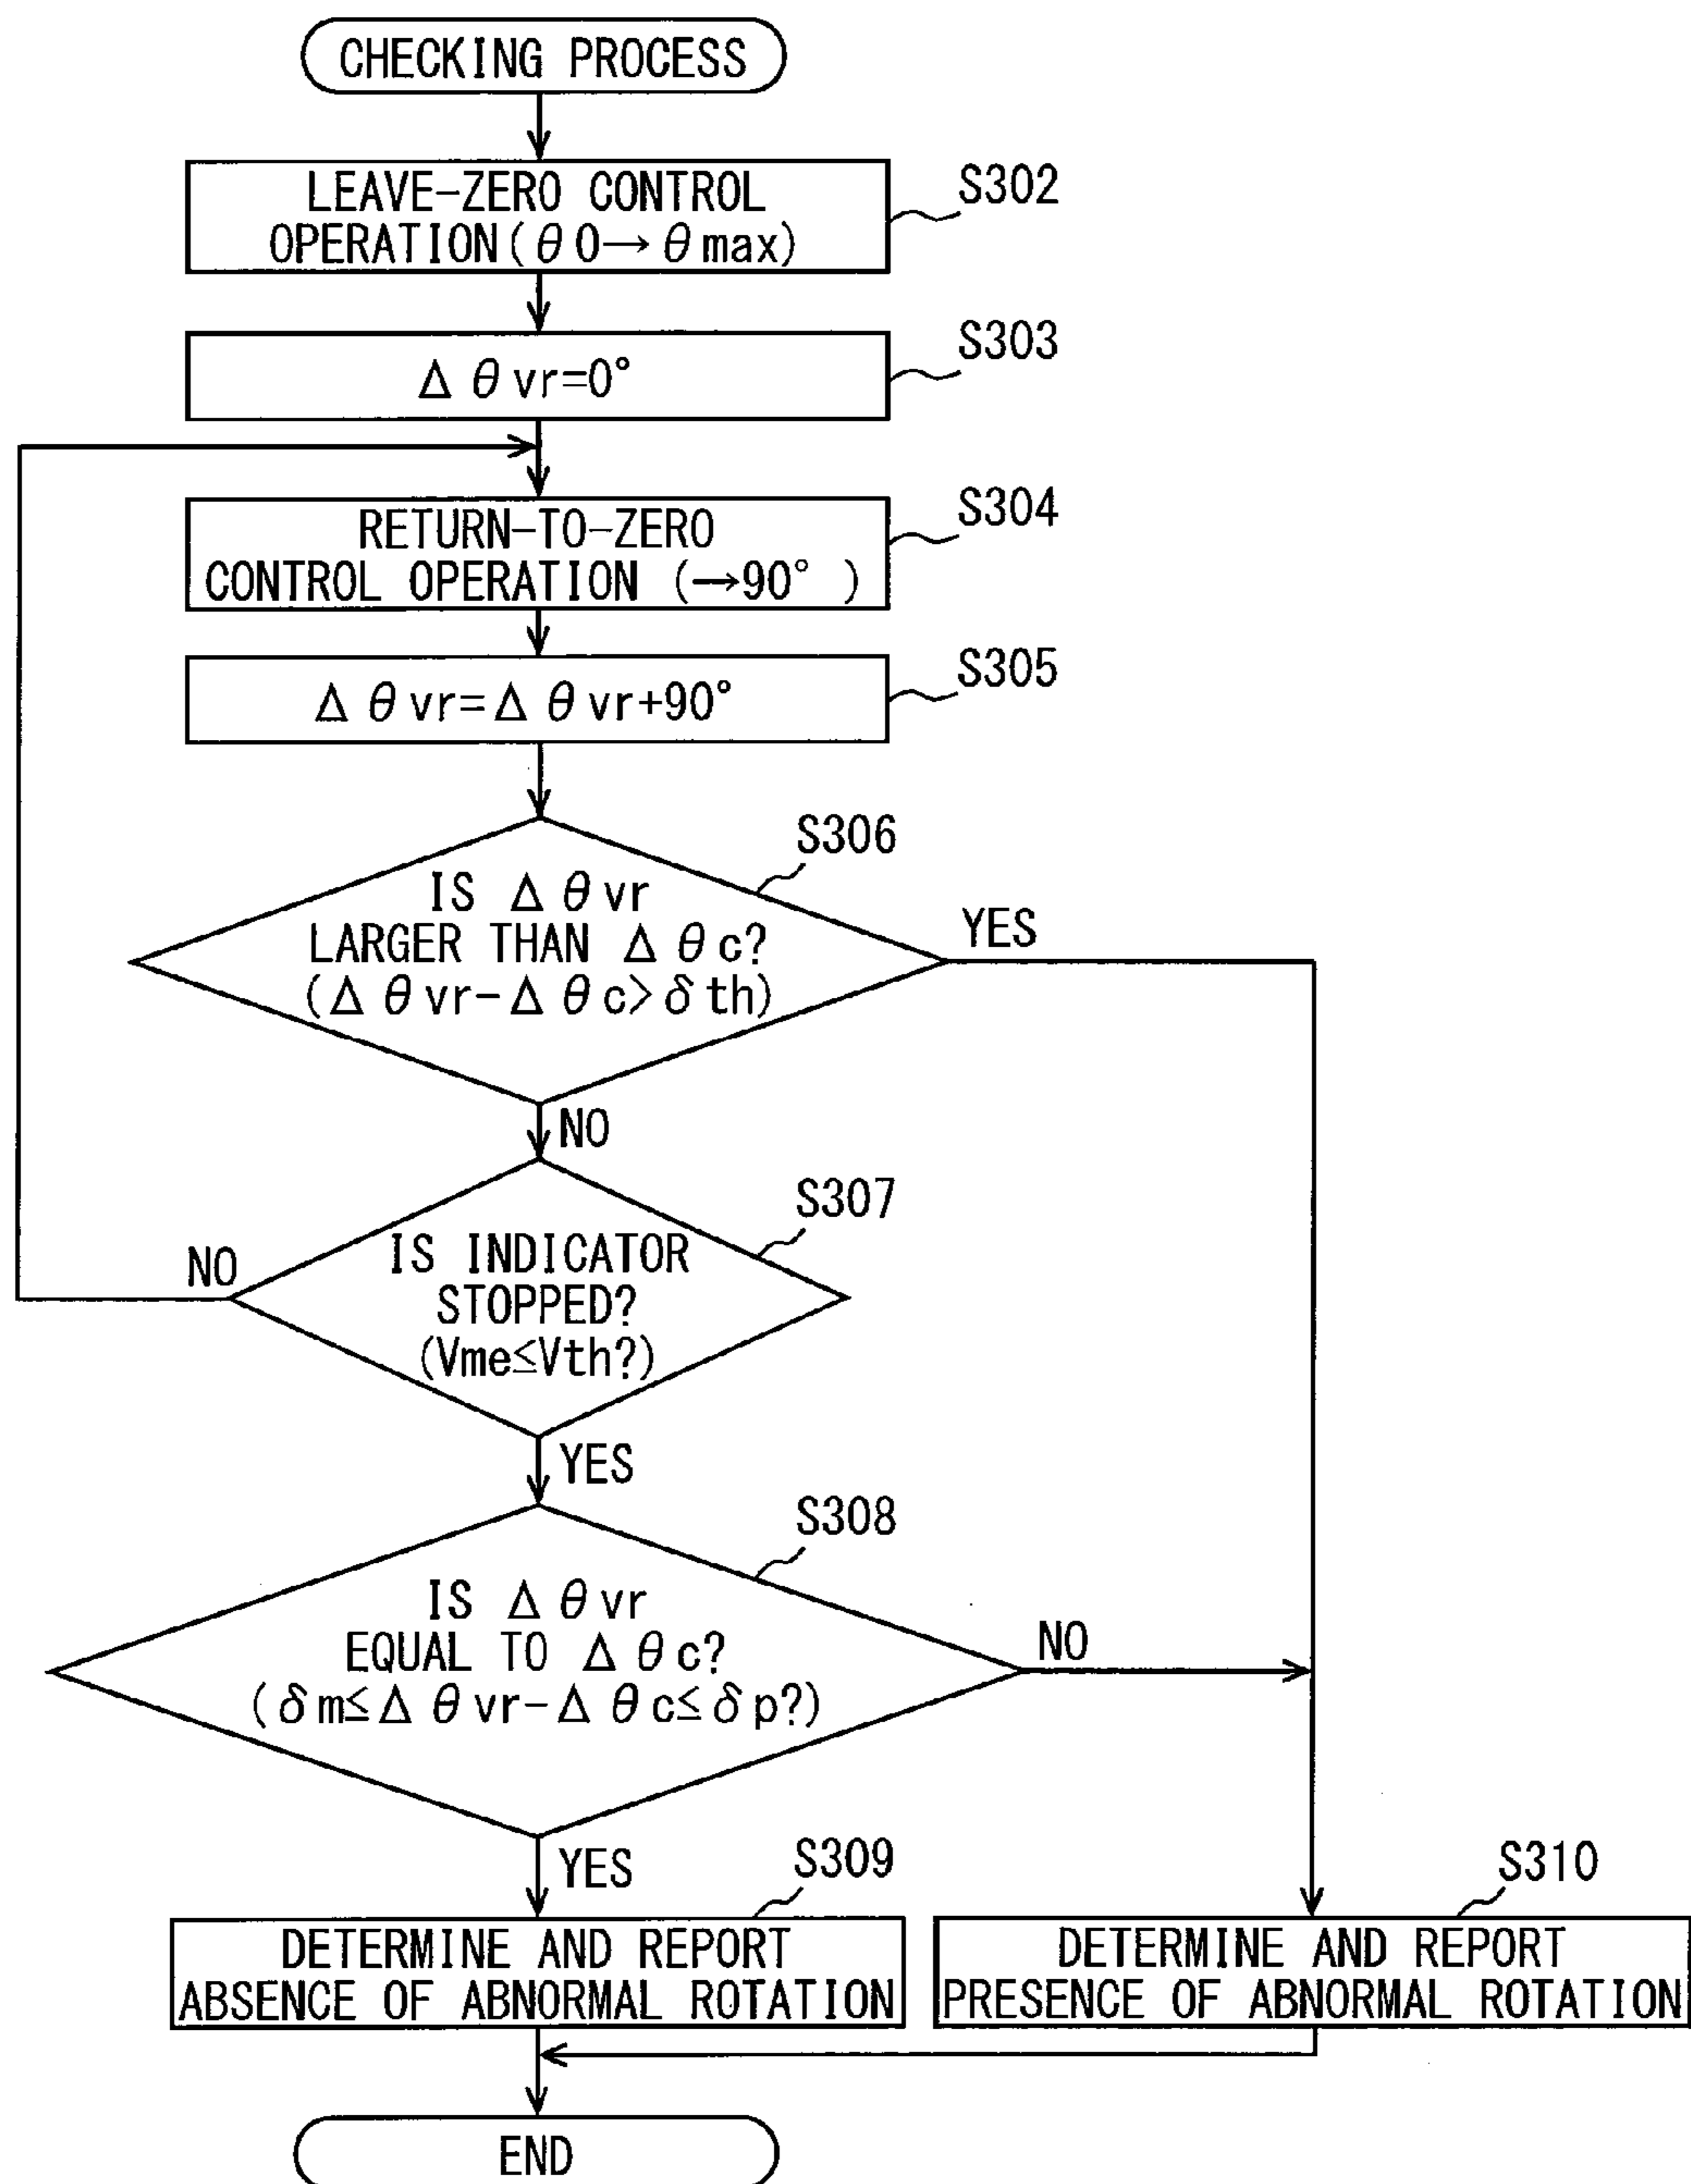 CHECKING PROCESS
S302
LEAVE-ZERO CONTROL
OPERATION(θ0→θmax)
S303
Δθvr=0°
S304
RETURN-TO-ZERO
CONTROL OPERATION (→90°)
S305
Δθvr=Δθvr+90°
S306
IS Δθvr
LARGER THAN Δθc?
(Δθvr-Δθc>δth)
YES
NO
S307
IS INDICATOR
STOPPED?
(Vme≤Vth?)
NO
YES
S308
IS Δθvr
EQUAL TO Δθc?
(δm≤Δθvr-Δθc≤δp?)
NO
YES
S309
DETERMINE AND REPORT
ABSENCE OF ABNORMAL ROTATION
S310
DETERMINE AND REPORT
PRESENCE OF ABNORMAL ROTATION
END